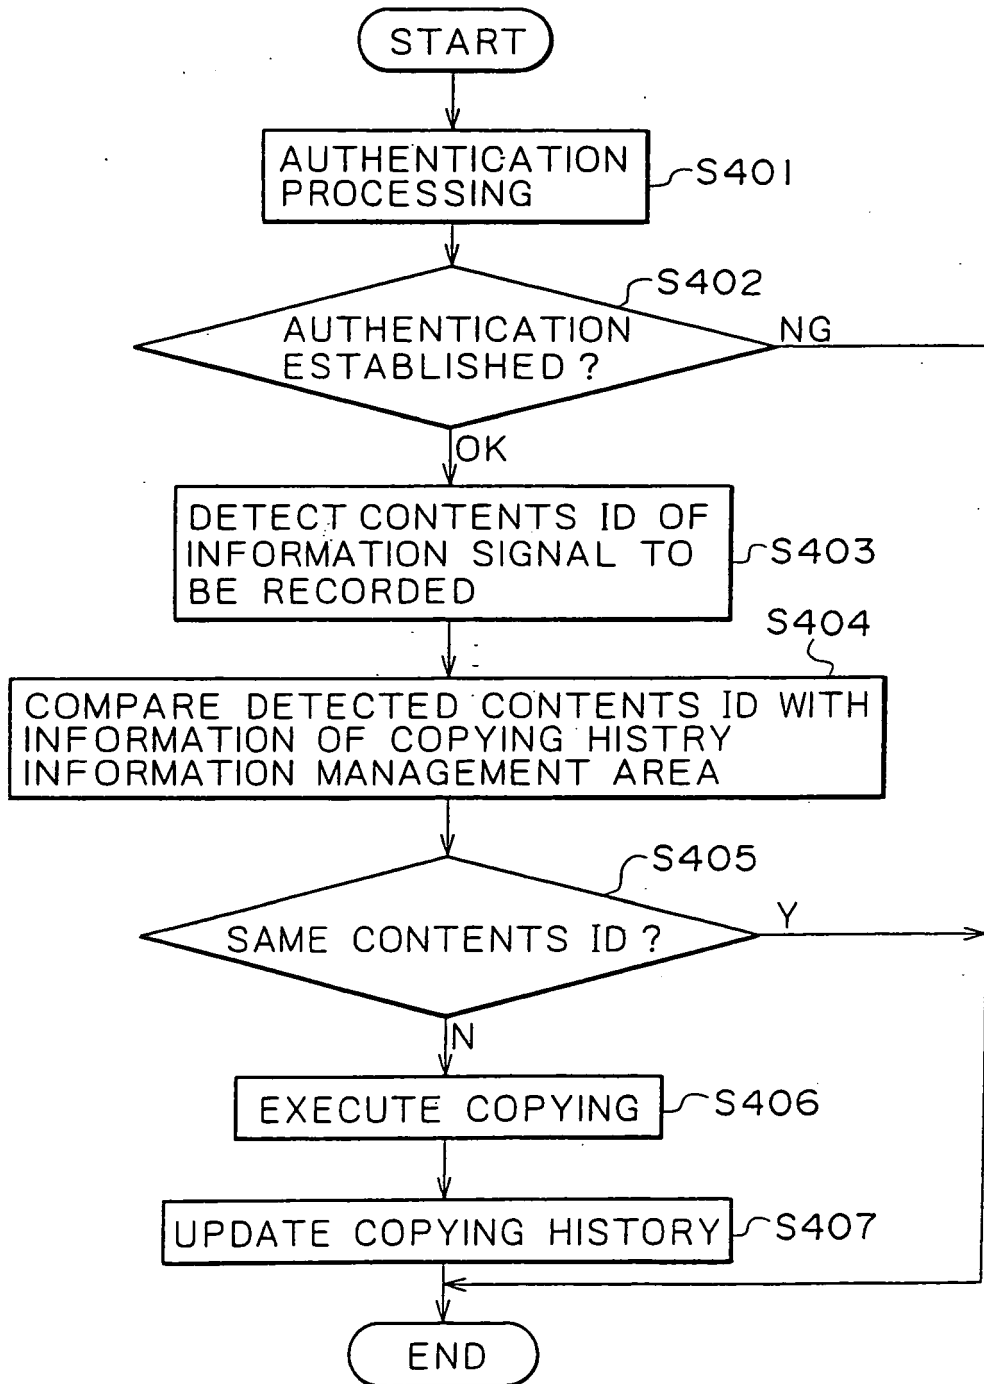 START
AUTHENTICATION
PROCESSING
S401
S402
AUTHENTICATION
ESTABLISHED?
NG
OK
DETECT CONTENTS ID OF
INFORMATION SIGNAL TO
BE RECORDED
S403
S404
COMPARE DETECTED CONTENTS ID WITH
INFORMATION OF COPYING HISTRY
INFORMATION MANAGEMENT AREA
S405
SAME CONTENTS ID?
Y
N
EXECUTE COPYING
S406
UPDATE COPYING HISTORY
S407
END